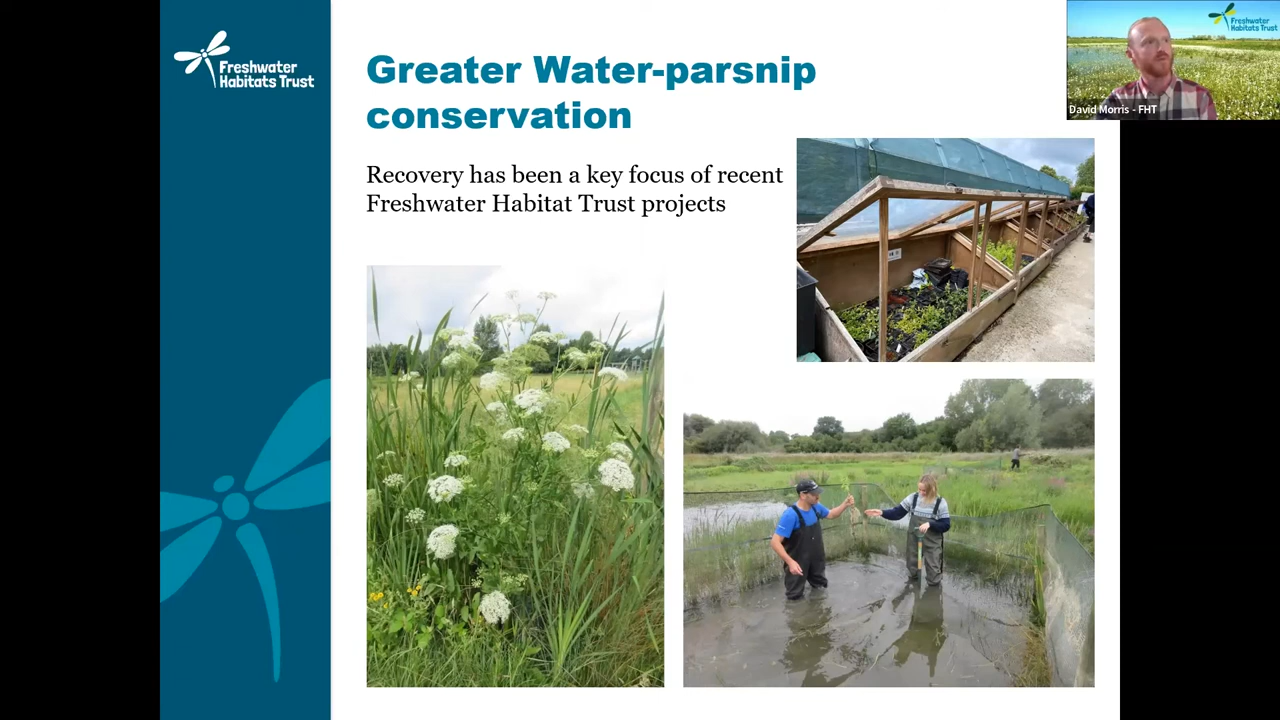 Freshwater
Habitats Trust
Greater Water-parsnip
conservation
Recovery has been a key focus of recent
Freshwater Habitat Trust projects
Freshwater
Habitats Trust
David Morris - FHT